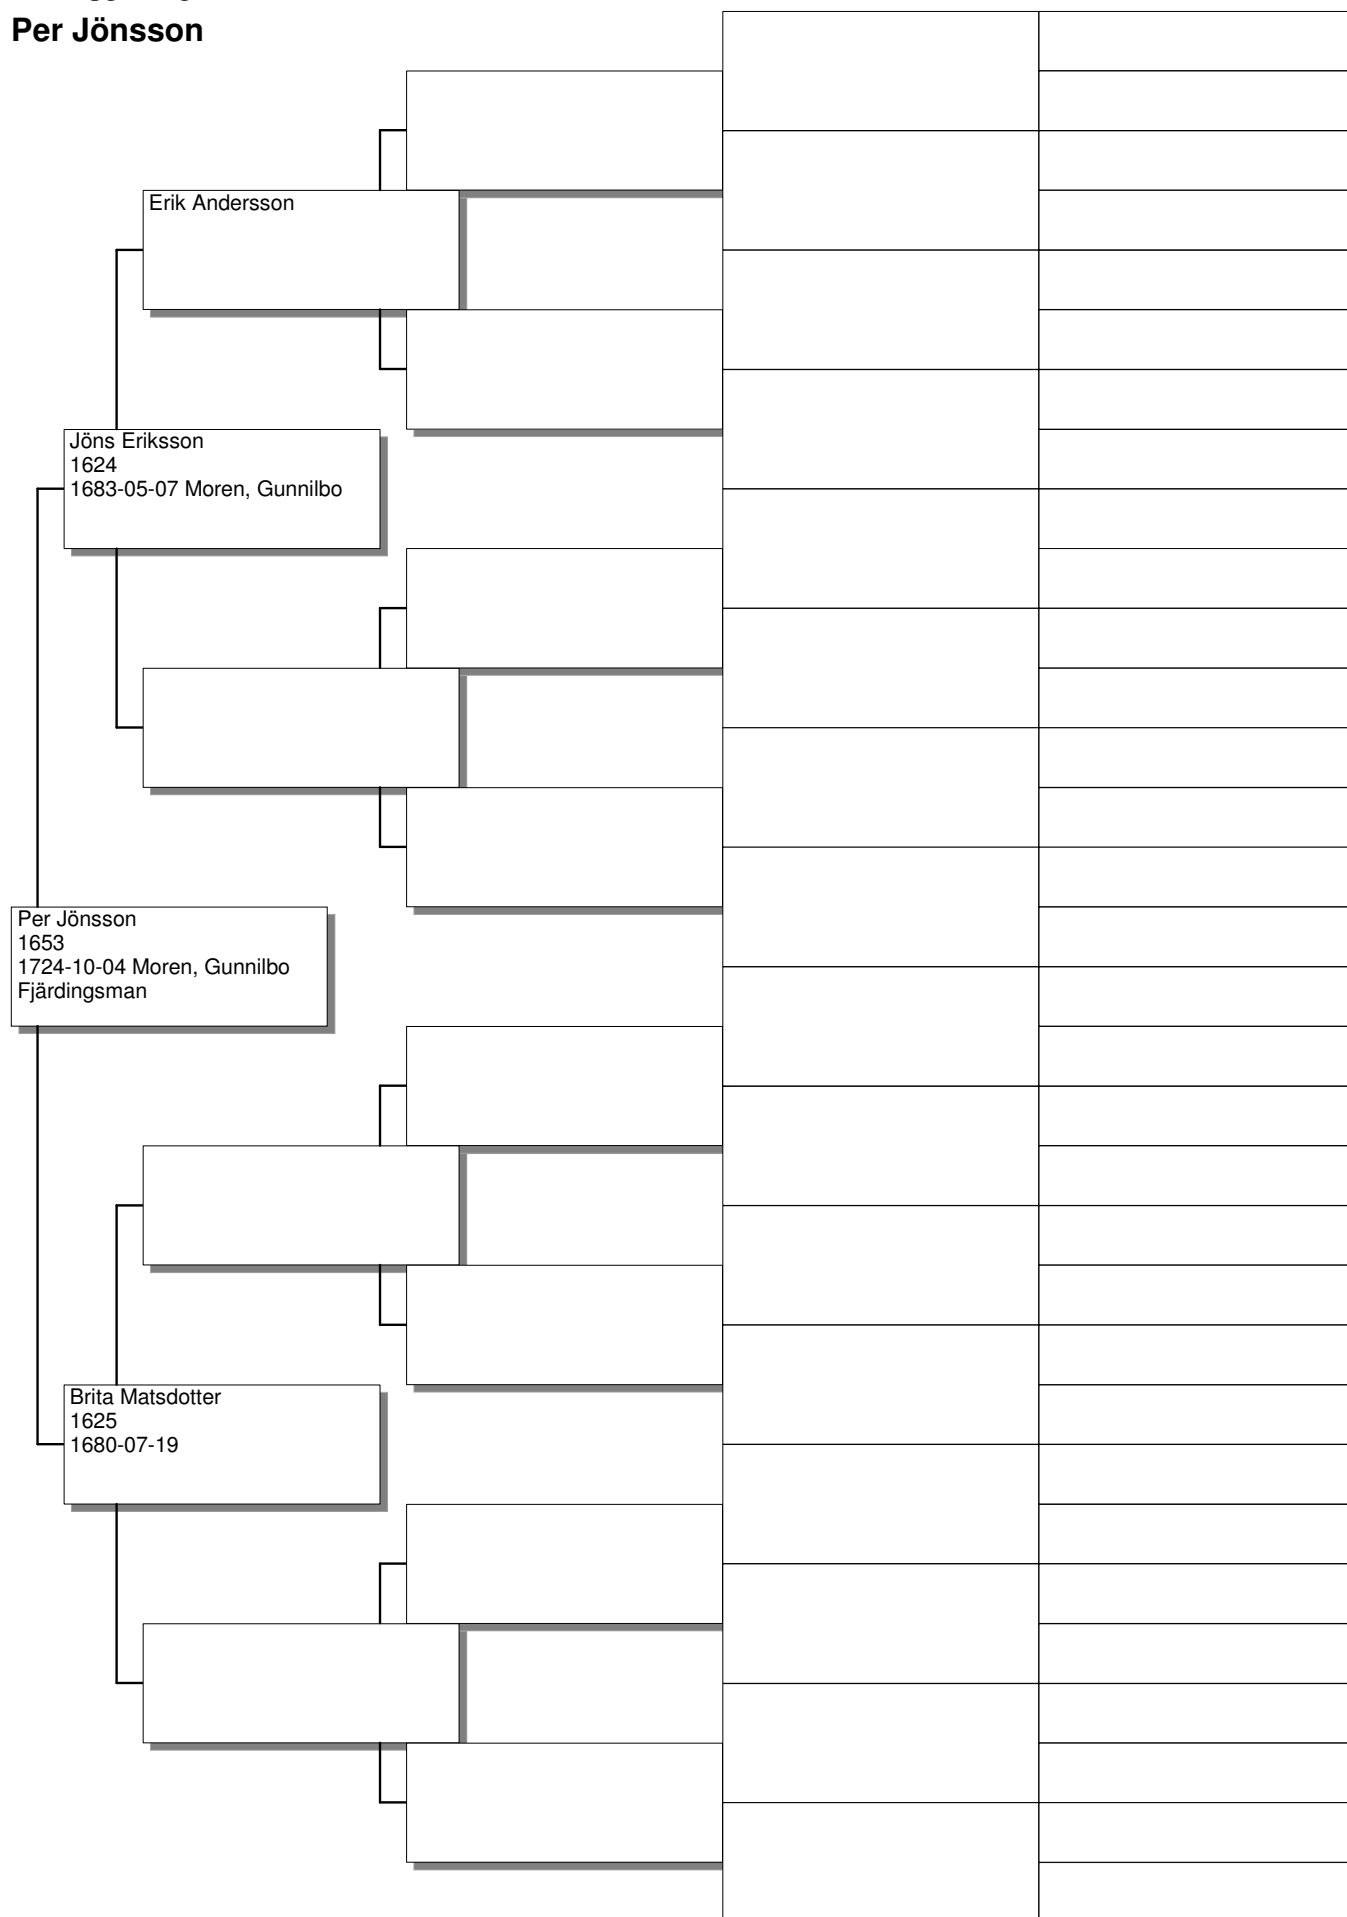 Per Jönsson
Erik Andersson
Jöns Eriksson
1624
1683-05-07 Moren, Gunnilbo
Per Jönsson
1653
1724-10-04 Moren, Gunnilbo
Fjärdingsman
Brita Matsdotter
1625
1680-07-19